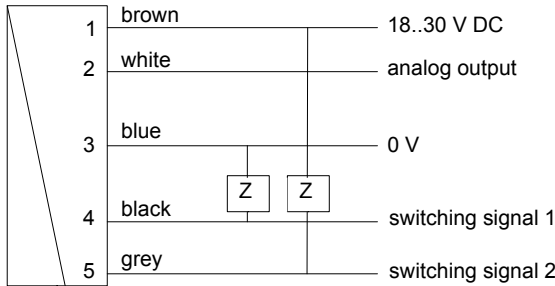 1 brown 18..30 V DC
2 white analog output
3 blue 0 V
Z Z
4 black switching signal 1
5 grey switching signal 2